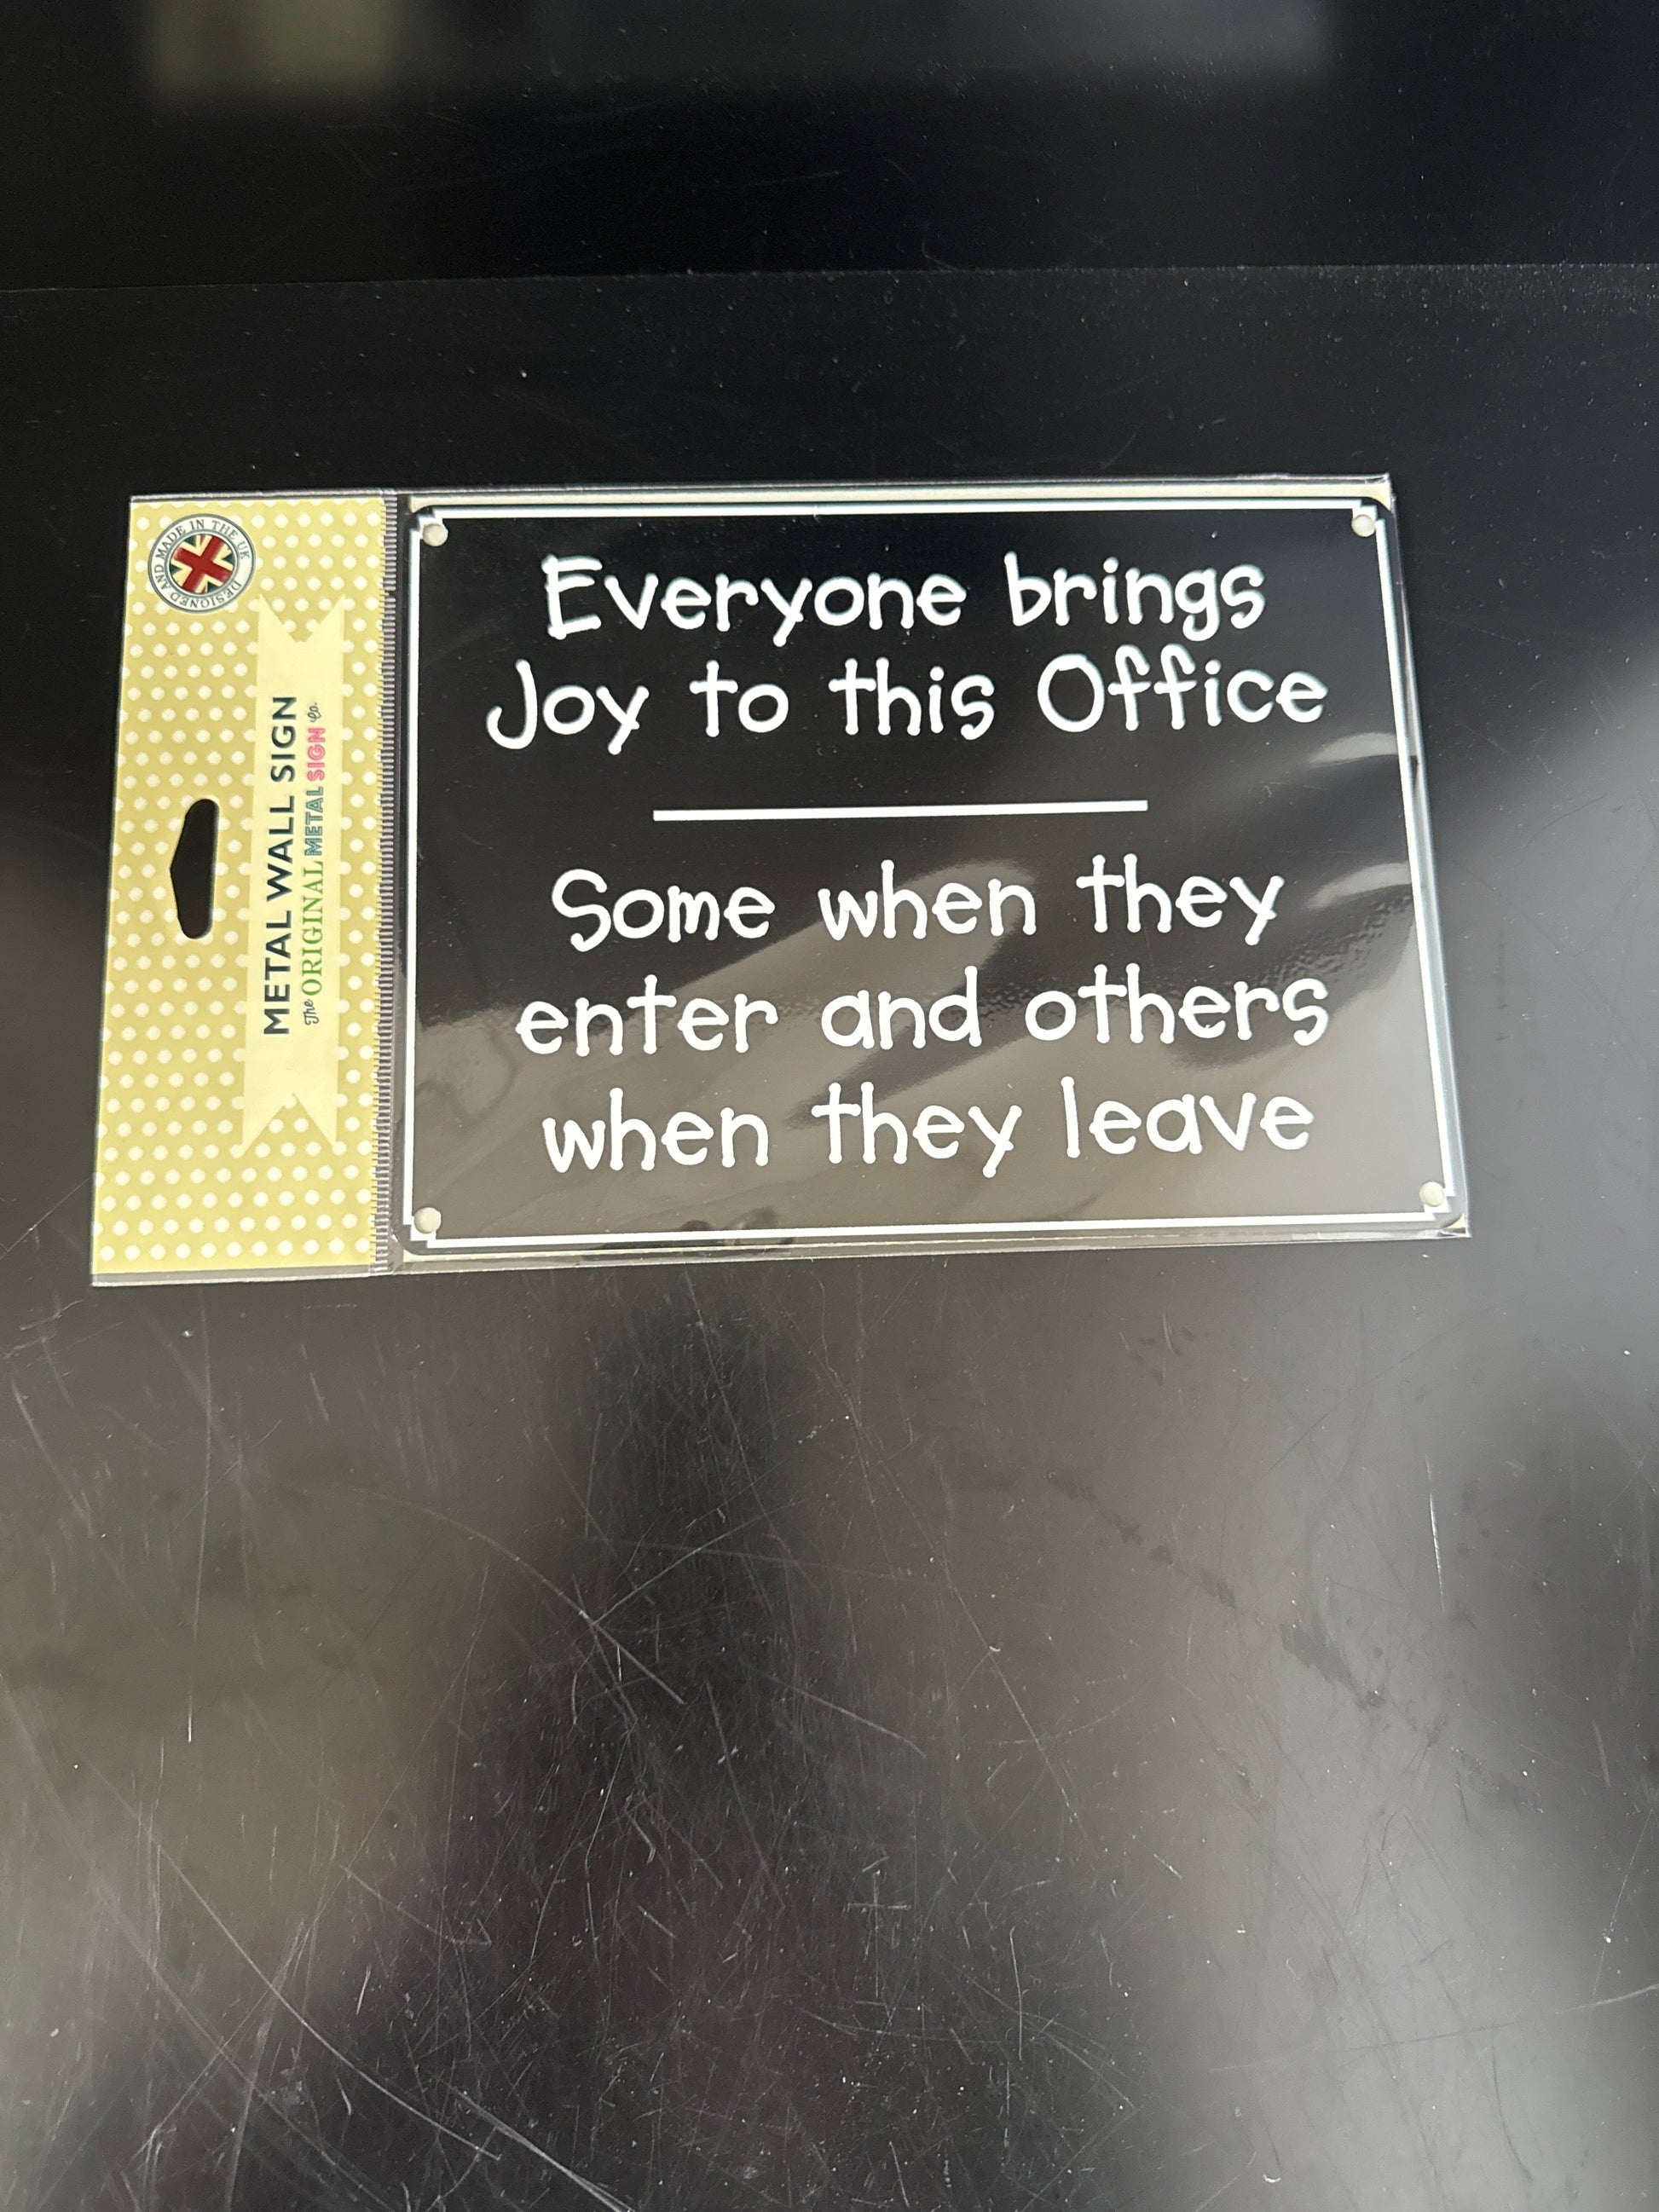 DESIGNED AND MADE IN THE UK
METAL WALL SIGN
The ORIGINAL METAL SIGN Co.
Everyone brings
Joy to this Office
Some when they
enter and others
when they leave